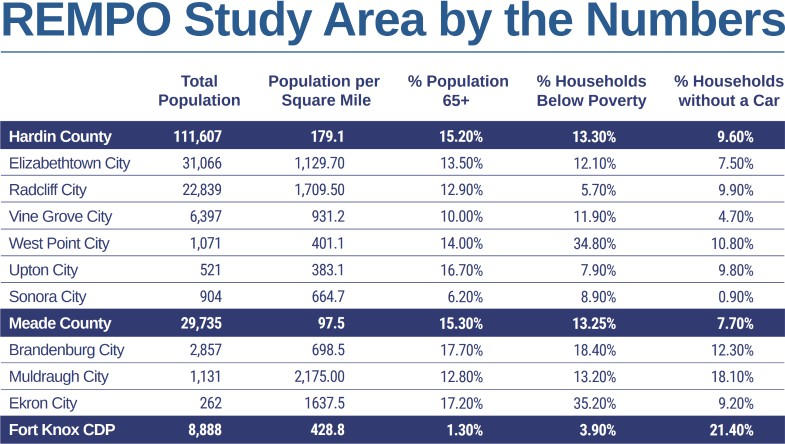 REMPO Study Area by the Numbers
Total Population per % Population % Households % Households
Population Square Mile 65+ Below Poverty without a Car
Hardin County 111,607 179.1 15.20% 13.30% 9.60%
Elizabethtown City 31,066 1,129.70 13.50% 12.10% 7.50%
Radcliff City 22,839 1,709.50 12.90% 5.70% 9.90%
Vine Grove City 6,397 931.2 10.00% 11.90% 4.70%
West Point City 1,071 401.1 14.00% 34.80% 10.80%
Upton City 521 383.1 16.70% 7.90% 9.80%
Sonora City 904 664.7 6.20% 8.90% 0.90%
Meade County 29,735 97.5 15.30% 13.25% 7.70%
Brandenburg City 2,857 698.5 17.70% 18.40% 12.30%
Muldraugh City 1,131 2,175.00 12.80% 13.20% 18.10%
Ekron City 262 1637.5 17.20% 35.20% 9.20%
Fort Knox CDP 8,888 428.8 1.30% 3.90% 21.40%